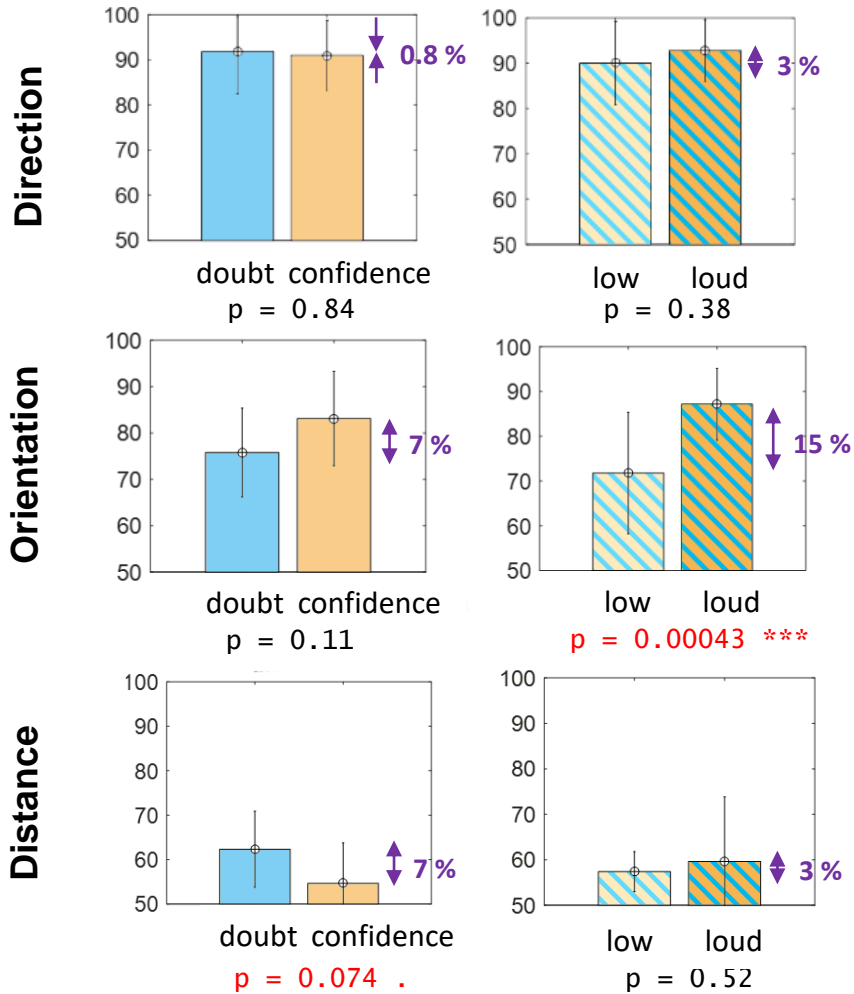 Direction
100
90
80
70
60
50
0.8 %
doubt confidence
p = 0.84
100
90
80
70
60
50
3 %
low loud
p = 0.38
Orientation
100
90
80
70
60
50
7 %
doubt confidence
p = 0.11
100
90
80
70
60
50
15 %
low loud
p = 0.00043 ***
Distance
100
90
80
70
60
50
7 %
doubt confidence
p = 0.074 .
100
90
80
70
60
50
3 %
low loud
p = 0.52